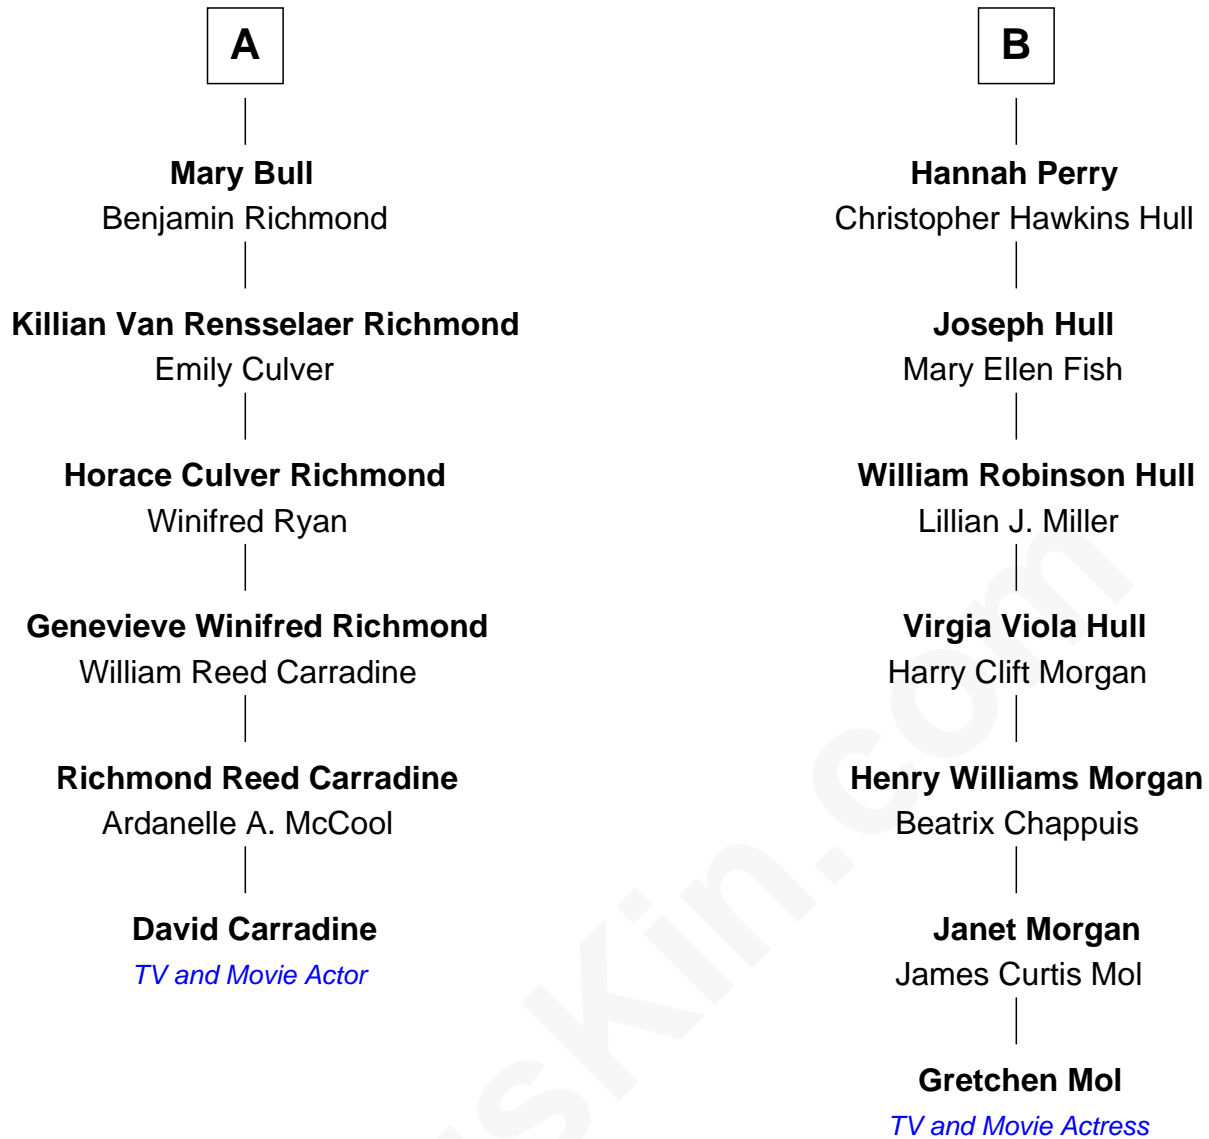 A
Mary Bull
Benjamin Richmond
Killian Van Rensselaer Richmond
Emily Culver
Horace Culver Richmond
Winifred Ryan
Genevieve Winifred Richmond
William Reed Carradine
Richmond Reed Carradine
Ardanelle A. McCool
David Carradine
TV and Movie Actor
B
Hannah Perry
Christopher Hawkins Hull
Joseph Hull
Mary Ellen Fish
William Robinson Hull
Lillian J. Miller
Virgia Viola Hull
Harry Clift Morgan
Henry Williams Morgan
Beatrix Chappuis
Janet Morgan
James Curtis Mol
Gretchen Mol
TV and Movie Actress
sKin.com